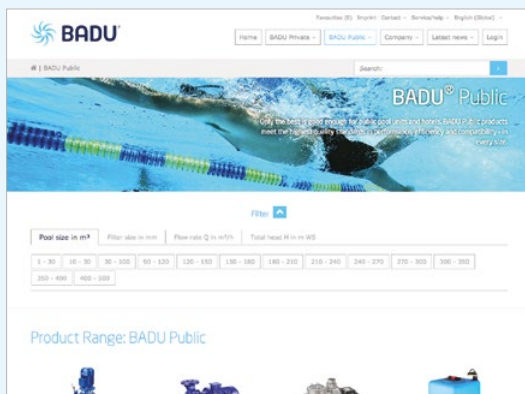 Favourites (0) Imprint Contact Service/help English (Global)
BADU®
Home BADU Private BADU Public Company Latest news Login
BADU Public
Search:
BADU® Public
Only the best is good enough for public pool units and hotels. BADU Public products
meet the highest quality standards in performance, efficiency and compatibility - in
every size.
Filter
Pool size in m³ Filter size in mm Flow rate Q in m³/h Total head H in m WS
1 - 30 30 - 100 90 - 120 120 - 150 150 - 180 180 - 210 210 - 240 240 - 270 270 - 300 300 - 350
350 - 400 400 - 500
Product Range: BADU Public